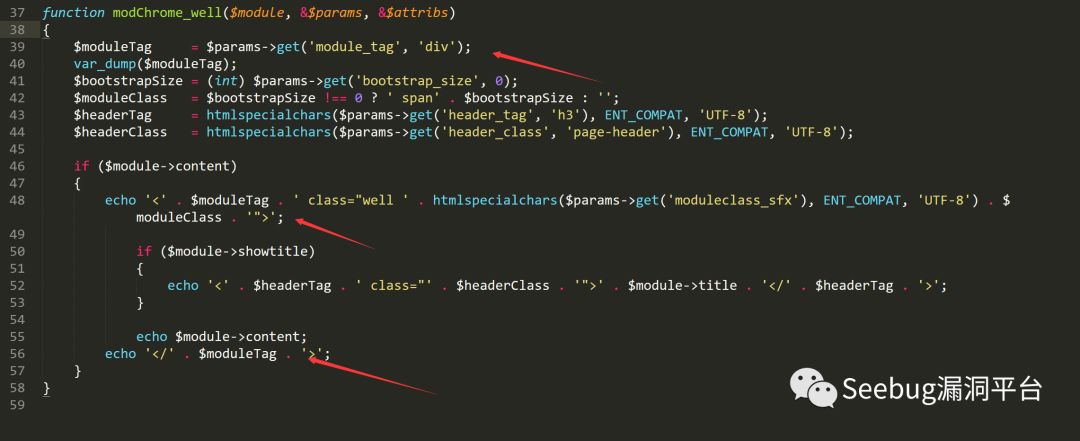 37 function modChrome_well($module, &$params, &$attribs)
38 {
39 $moduleTag = $params->get('module_tag', 'div');
40 var_dump($moduleTag);
41 $bootstrapSize = (int) $params->get('bootstrap_size', 0);
42 $moduleClass = $bootstrapSize !== 0 ? ' span' . $bootstrapSize : '';
43 $headerTag = htmlspecialchars($params->get('header_tag', 'h3'), ENT_COMPAT, 'UTF-8');
44 $headerClass = htmlspecialchars($params->get('header_class', 'page-header'), ENT_COMPAT, 'UTF-8');
45
46 if ($module->content)
47 {
48 echo '<' . $moduleTag . ' class="well ' . htmlspecialchars($params->get('moduleclass_sfx'), ENT_COMPAT, 'UTF-8') . $
moduleClass . '">';
49
50 if ($module->showtitle)
51 {
52 echo '<' . $headerTag . ' class="' . $headerClass . '">' . $module->title . '</' . $headerTag . '>';
53 }
54
55 echo $module->content;
56 echo '</' . $moduleTag . '>';
57 }
58 }
59
Seebug漏洞平台